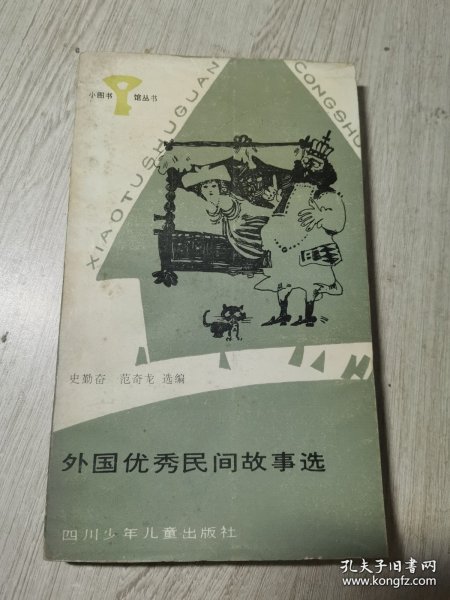 小图书馆丛书
XIAOTUSHUGUAN CONGSHU
史勤奋 范奇龙 选编
外国优秀民间故事选
四川少年儿童出版社
孔夫子旧书网
www.kongfz.com